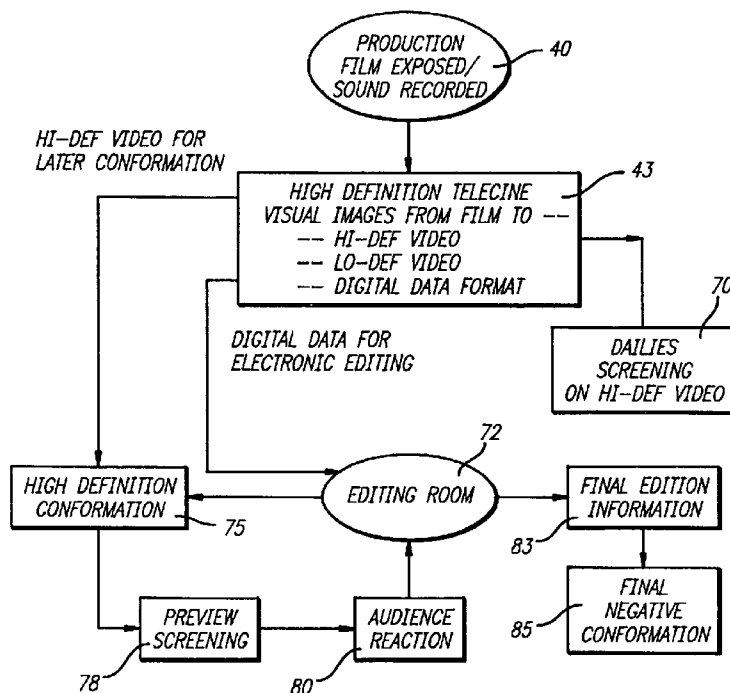 PRODUCTION
FILM EXPOSED/
SOUND RECORDED
40
HI-DEF VIDEO FOR
LATER CONFORMATION
HIGH DEFINITION TELECINE
VISUAL IMAGES FROM FILM TO --
-- HI-DEF VIDEO
-- LO-DEF VIDEO
-- DIGITAL DATA FORMAT
43
DIGITAL DATA FOR
ELECTRONIC EDITING
70
DAILIES
SCREENING
ON HI-DEF VIDEO
72
HIGH DEFINITION
CONFORMATION
75
EDITING ROOM
FINAL EDITION
INFORMATION
83
PREVIEW
SCREENING
78
AUDIENCE
REACTION
80
FINAL
NEGATIVE
CONFORMATION
85